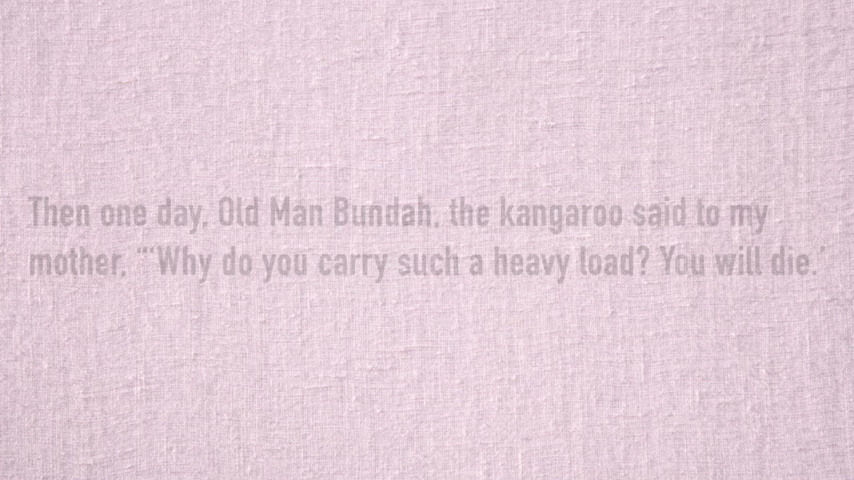 Then one day, Old Man Bundah, the kangaroo said to my
mother, “‘Why do you carry such a heavy load? You will die.’